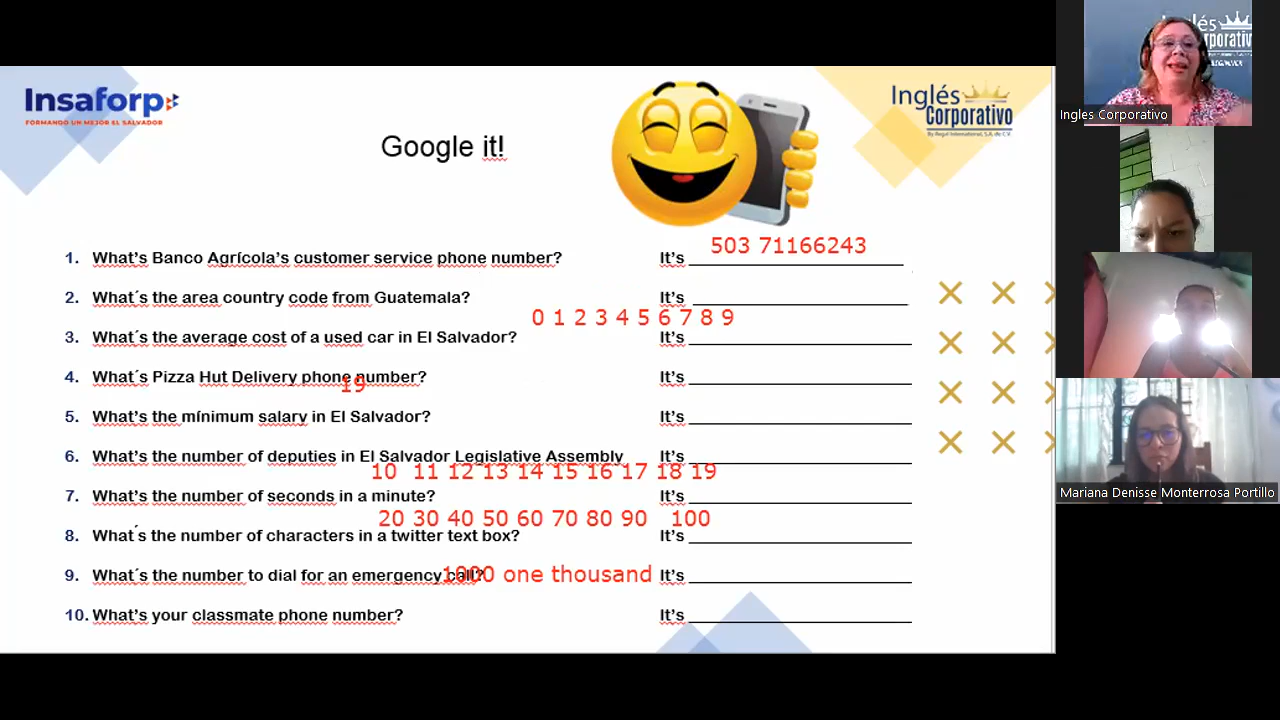 Insaforp
FORMANDO UN MEJOR EL SALVADOR
Google it!
Inglés
Corporativo
By Regal International, S.A. de C.V.
1. What's Banco Agrícola's customer service phone number? It's
503 71166243
2. What´s the area country code from Guatemala? It's
0 1 2 3 4 5 6 7 8 9
3. What´s the average cost of a used car in El Salvador? It's
4. What´s Pizza Hut Delivery phone number? It's
19
5. What's the mínimum salary in El Salvador? It's
6. What's the number of deputies in El Salvador Legislative Assembly It's
10 11 12 13 14 15 16 17 18 19
7. What's the number of seconds in a minute? It's
20 30 40 50 60 70 80 90 100
8. What´s the number of characters in a twitter text box? It's
9. What´s the number to dial for an emergency call? It's
1000 one thousand
10. What's your classmate phone number? It's
Ingles Corporativo
Mariana Denisse Monterrosa Portillo